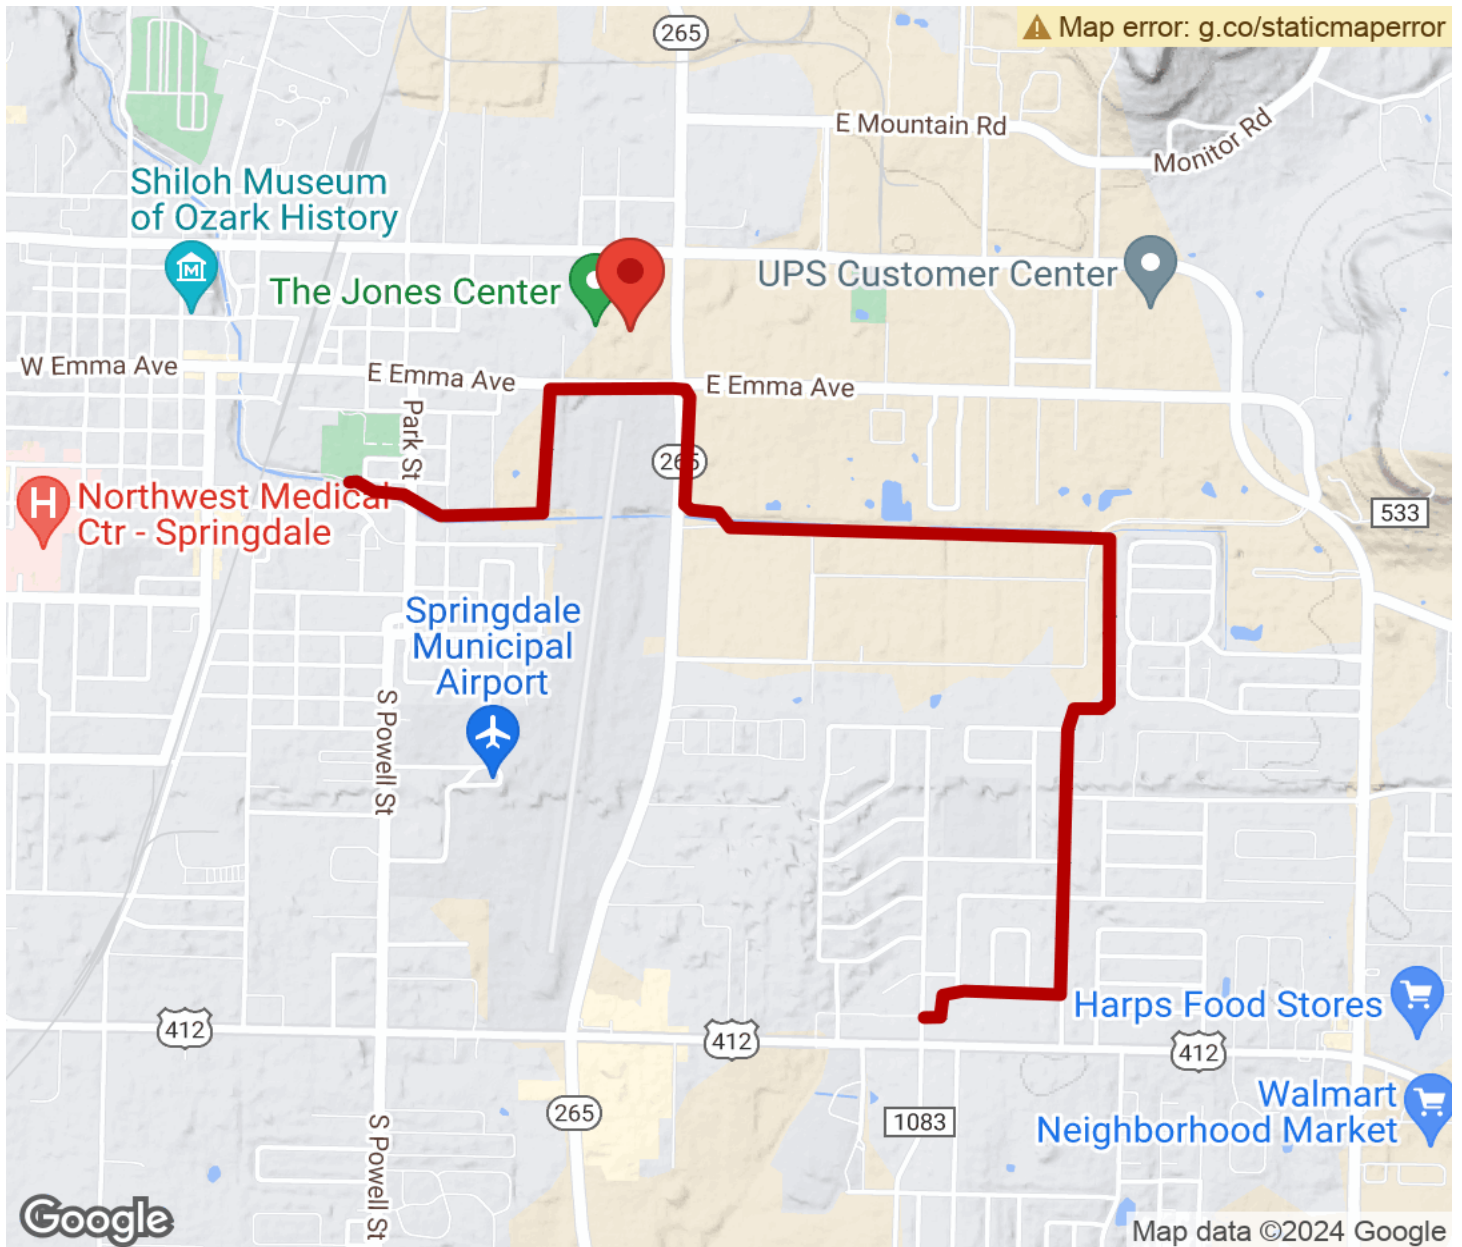 265
Map error: g.co/staticmaperror
E Mountain Rd
Monitor Rd
Shiloh Museum
of Ozark History
The Jones Center
UPS Customer Center
W Emma Ave
E Emma Ave
E Emma Ave
Park St
265
H
Northwest Medical
Ctr - Springdale
533
Springdale
Municipal
Airport
S Powell St
Harps Food Stores
412
412
412
265
1083
Walmart
Neighborhood Market
S Powell St
Google
Map data ©2024 Google